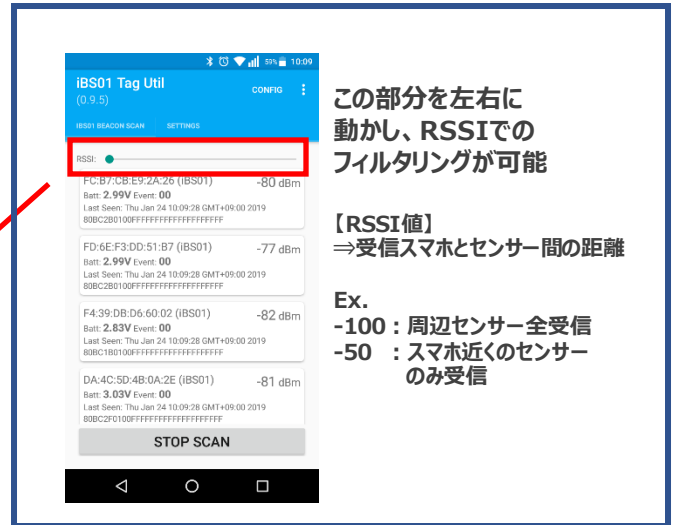 59% 10:09
iBS01 Tag Util
CONFIG
(0.9.5)
IBS01 BEACON SCAN SETTINGS
RSSI:
FC:B7:CB:E9:2A:26 (IBS01) -80 dBm
Batt: 2.99V Event: 00
Last Seen: Thu Jan 24 10:09:28 GMT+09:00 2019
80BC2B0100FFFFFFFFFFFFFFFFFFFF
FD:6E:F3:DD:51:B7 (iBS01) -77 dBm
Batt: 2.99V Event: 00
Last Seen: Thu Jan 24 10:09:28 GMT+09:00 2019
80BC2B0100FFFFFFFFFFFFFFFFFFFF
F4:39:DB:D6:60:02 (iBS01) -82 dBm
Batt: 2.83V Event: 00
Last Seen: Thu Jan 24 10:09:28 GMT+09:00 2019
80BC1B0100FFFFFFFFFFFFFFFFFFFF
DA:4C:5D:4B:0A:2E (iBS01) -81 dBm
Batt: 3.03V Event: 00
Last Seen: Thu Jan 24 10:09:28 GMT+09:00 2019
80BC2F0100FFFFFFFFFFFFFFFFFFFF
STOP SCAN
この部分を左右に
動かし、RSSIでの
フィルタリングが可能
【RSSI値】
⇒受信スマホとセンサー間の距離
Ex.
-100：周辺センサー全受信
-50 ：スマホ近くのセンサー
のみ受信